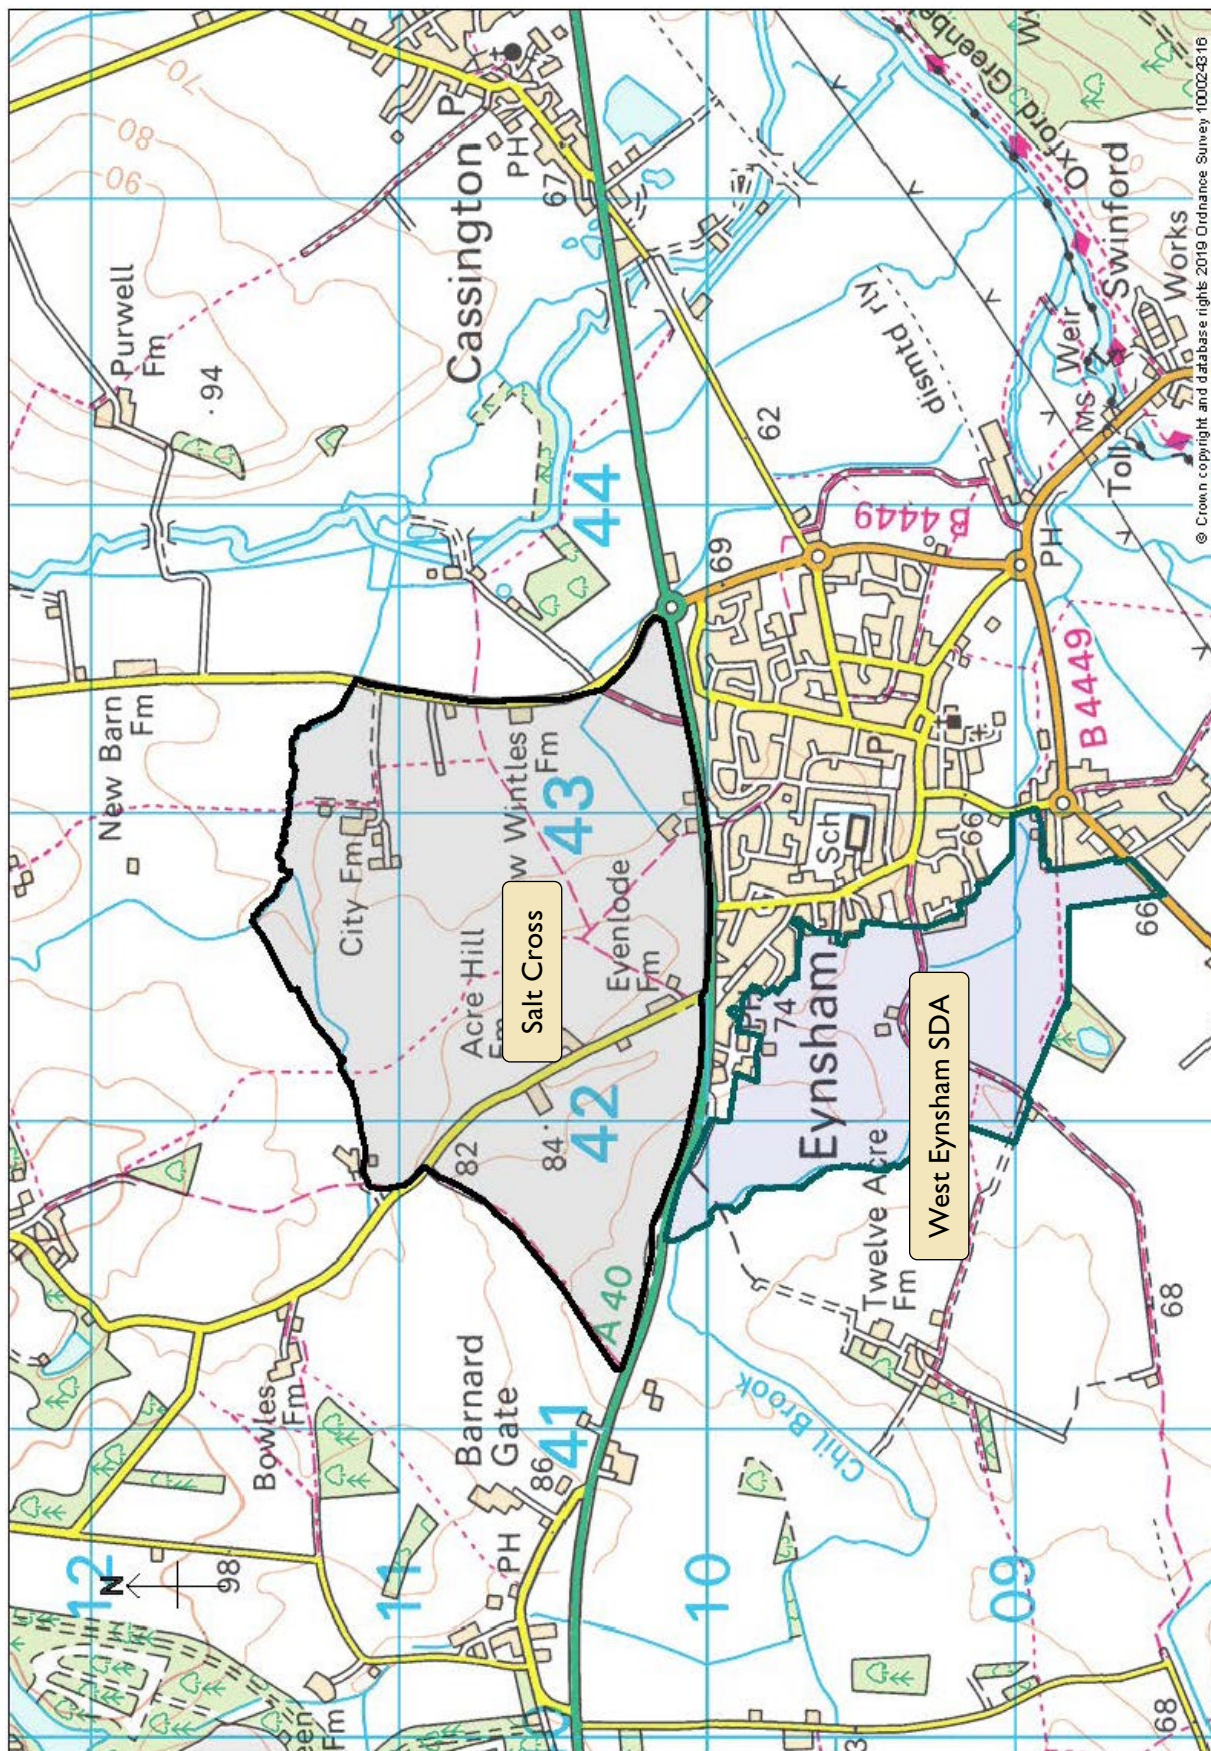 70
80
90
Purwell
Fm
· 94
Cassington
P
PH
67
44
62
dismtd rly
Oxford Greenbelt
Swinford
Weir
MS
Toll
Works
New Barn
Fm
City Fm
w Wintles
Fm
43
69
B 4449
PH
Acre Hill
Fm
Evenlode
Fm
Salt Cross
P
Sch
66
B4449
66
82
84 ·
42
A 40
PH
74
Eynsham
Twelve Acre
Fm
West Eynsham SDA
68
Bowles
Fm
Barnard
Gate
86
41
PH
Chil Brook
12
N
98
11
10
09
68
een
Fm
3
© Crown copyright and database rights 2019 Ordnance Survey 100024316